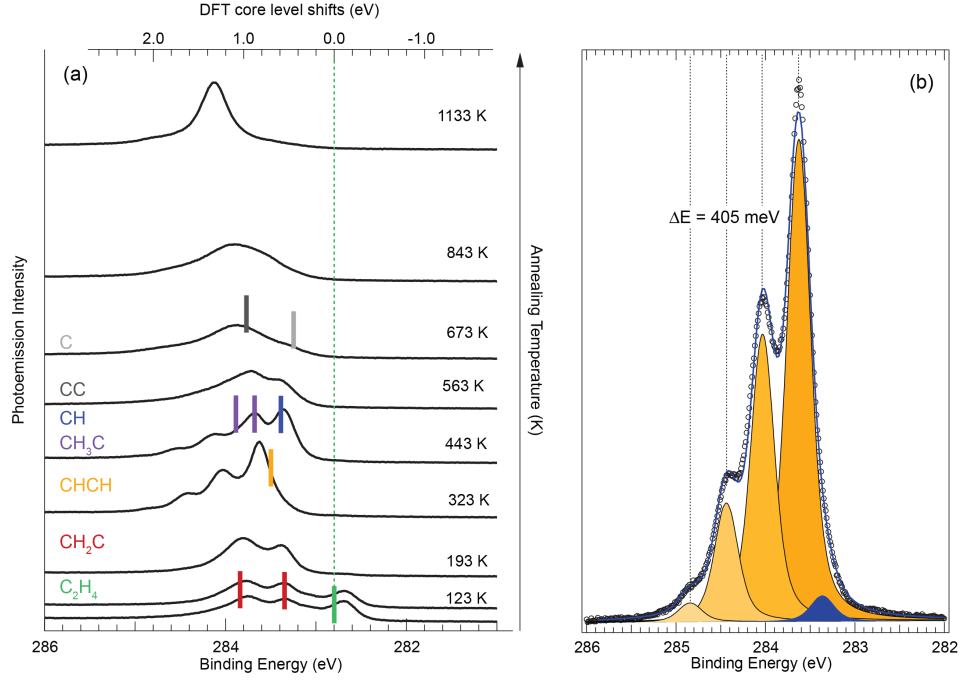 DFT core level shifts (eV)
2.0 1.0 0.0 -1.0
(a)
1133 K
843 K
673 K
563 K
443 K
323 K
193 K
123 K
C
CC
CH
CH₃C
CHCH
CH₂C
C₂H₄
Photoemission Intensity
Annealing Temperature (K)
286 284 282
Binding Energy (eV)
(b)
ΔE = 405 meV
286 285 284 283 282
Binding Energy (eV)